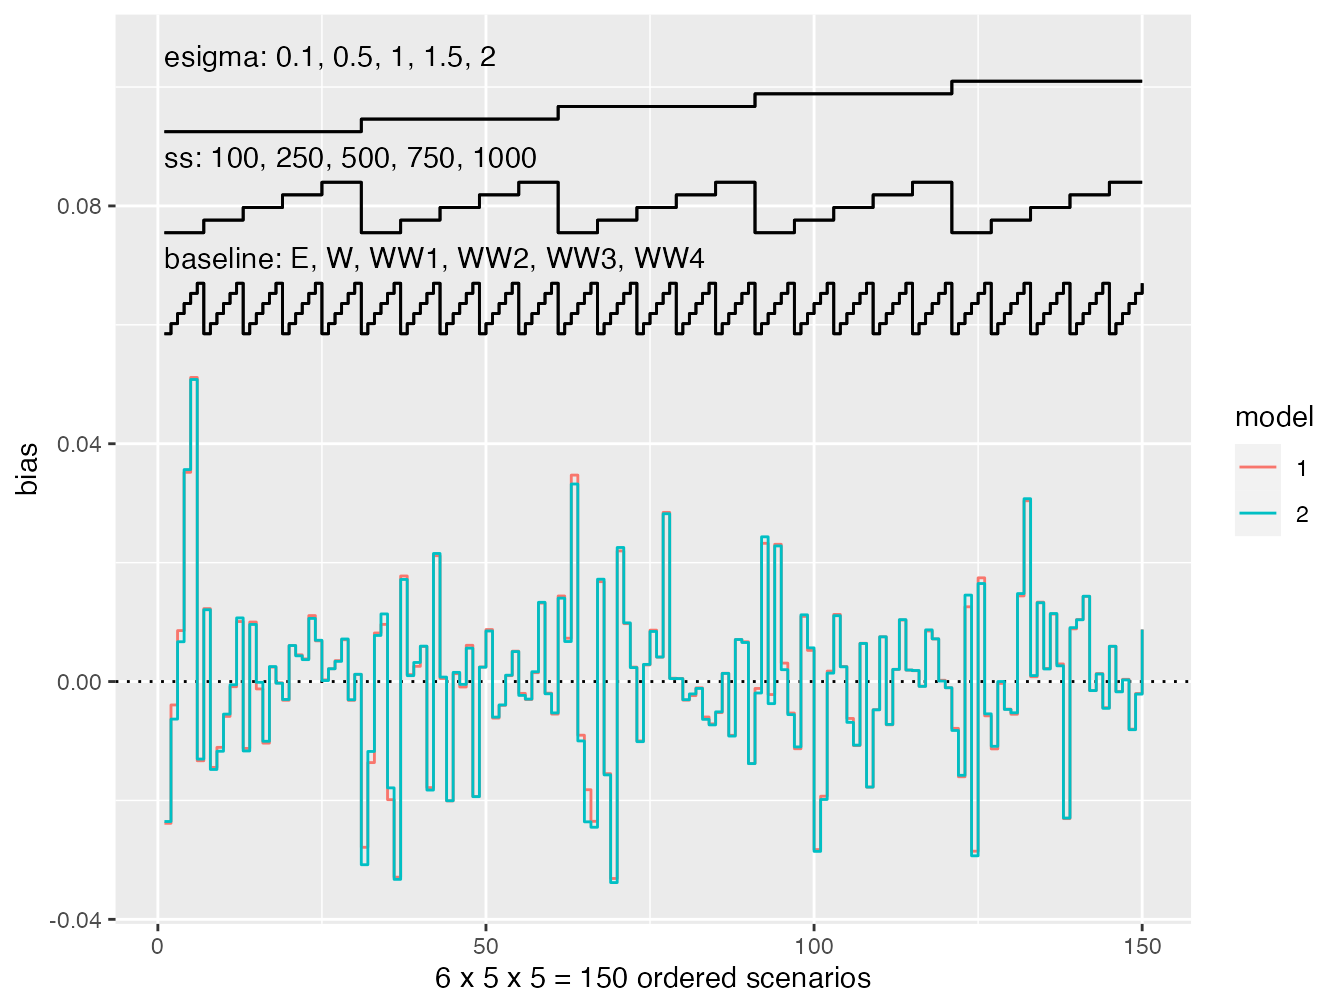 esigma: 0.1, 0.5, 1, 1.5, 2
ss: 100, 250, 500, 750, 1000
0.08
baseline: E, W, WW1, WW2, WW3, WW4
0.04
bias
0.00
-0.04
0
50
100
150
6 x 5 x 5 = 150 ordered scenarios
model
1
2